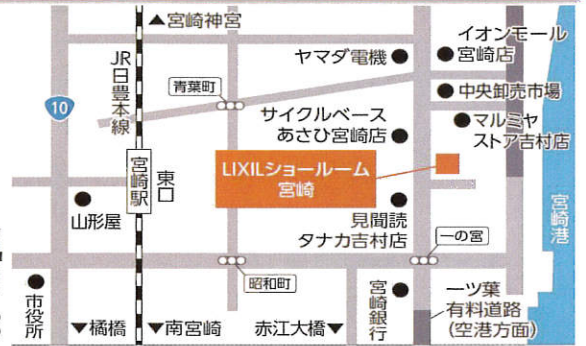 ▲宮崎神宮
イオンモール
宮崎店
ヤマダ電機
JR日豊本線
青葉町
中央卸売市場
10
サイクルベース
あさひ宮崎店
マルミヤ
ストア吉村店
LIXILショールーム
宮崎
宮崎駅
東口
山形屋
見聞読
タナカ吉村店
宮崎港
一の宮
昭和町
市役所
宮崎銀行
一ツ葉
有料道路
(空港方面)
▼橘橋
▼南宮崎
赤江大橋▼